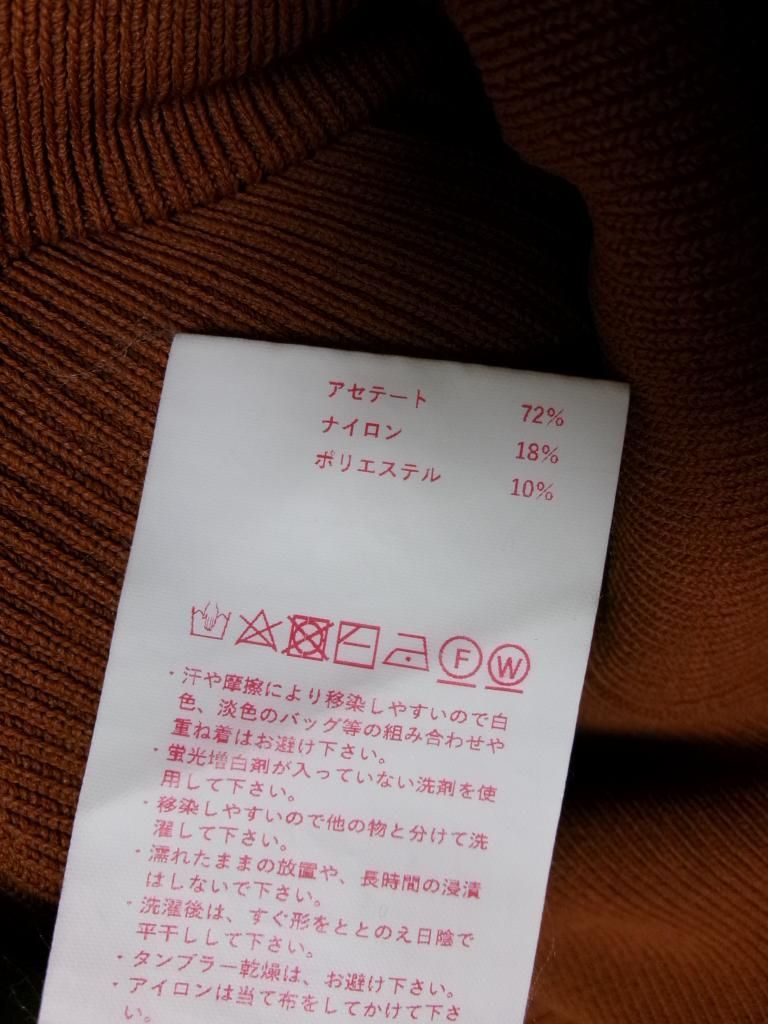 アセテート 72%
ナイロン 18%
ポリエステル 10%
F W
・汗や摩擦により移染しやすいので白
色、淡色のバッグ等の組み合わせや
重ね着はお避け下さい。
・蛍光増白剤が入っていない洗剤を使
用して下さい。
・移染しやすいので他の物と分けて洗
濯して下さい。
・濡れたままの放置や、長時間の浸漬
はしないで下さい。
・洗濯後は、すぐ形をととのえ日陰で
平干しして下さい。
・タンブラー乾燥は、お避け下さい。
・アイロンは当て布をしてかけて下さ
い。